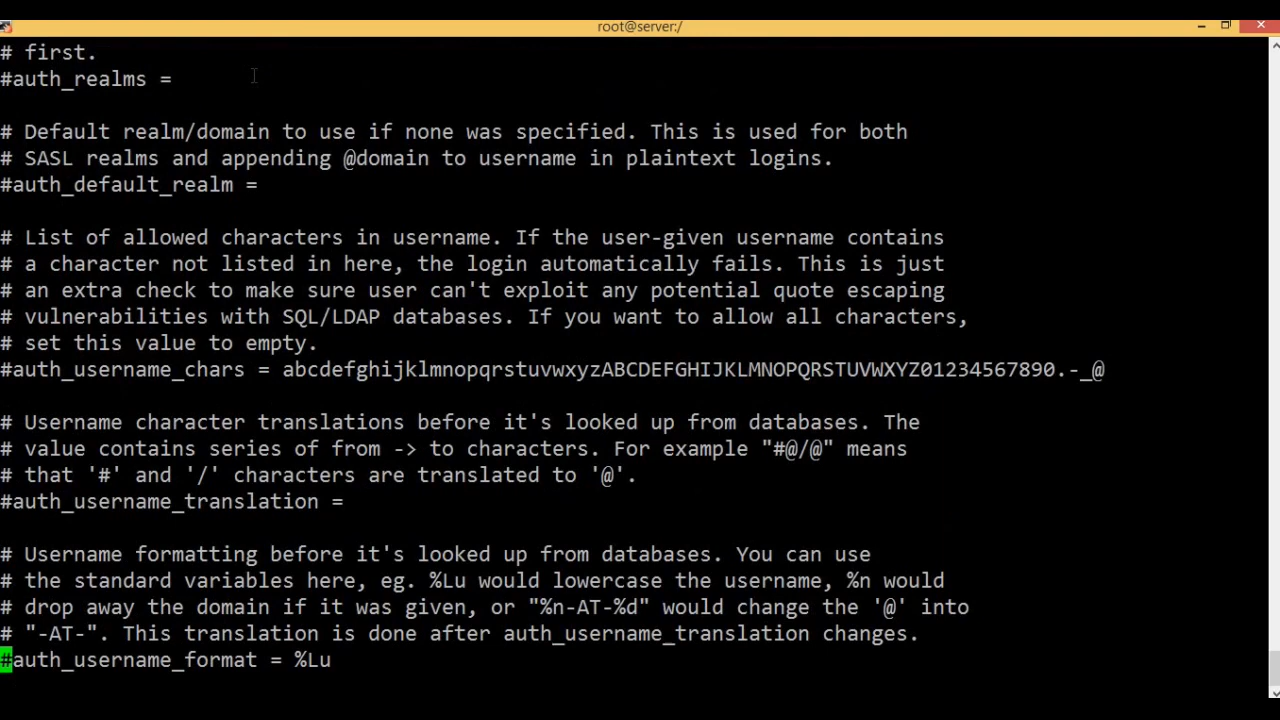 root@server:/
# first.
#auth_realms =
# Default realm/domain to use if none was specified. This is used for both
# SASL realms and appending @domain to username in plaintext logins.
#auth_default_realm =
# List of allowed characters in username. If the user-given username contains
# a character not listed in here, the login automatically fails. This is just
# an extra check to make sure user can't exploit any potential quote escaping
# vulnerabilities with SQL/LDAP databases. If you want to allow all characters,
# set this value to empty.
#auth_username_chars = abcdefghijklmnopqrstuvwxyzABCDEFGHIJKLMNOPQRSTUVWXYZ01234567890.-_@
# Username character translations before it's looked up from databases. The
# value contains series of from -> to characters. For example "#@/@" means
# that '#' and '/' characters are translated to '@'.
#auth_username_translation =
# Username formatting before it's looked up from databases. You can use
# the standard variables here, eg. %Lu would lowercase the username, %n would
# drop away the domain if it was given, or "%n-AT-%d" would change the '@' into
# "-AT-". This translation is done after auth_username_translation changes.
#auth_username_format = %Lu